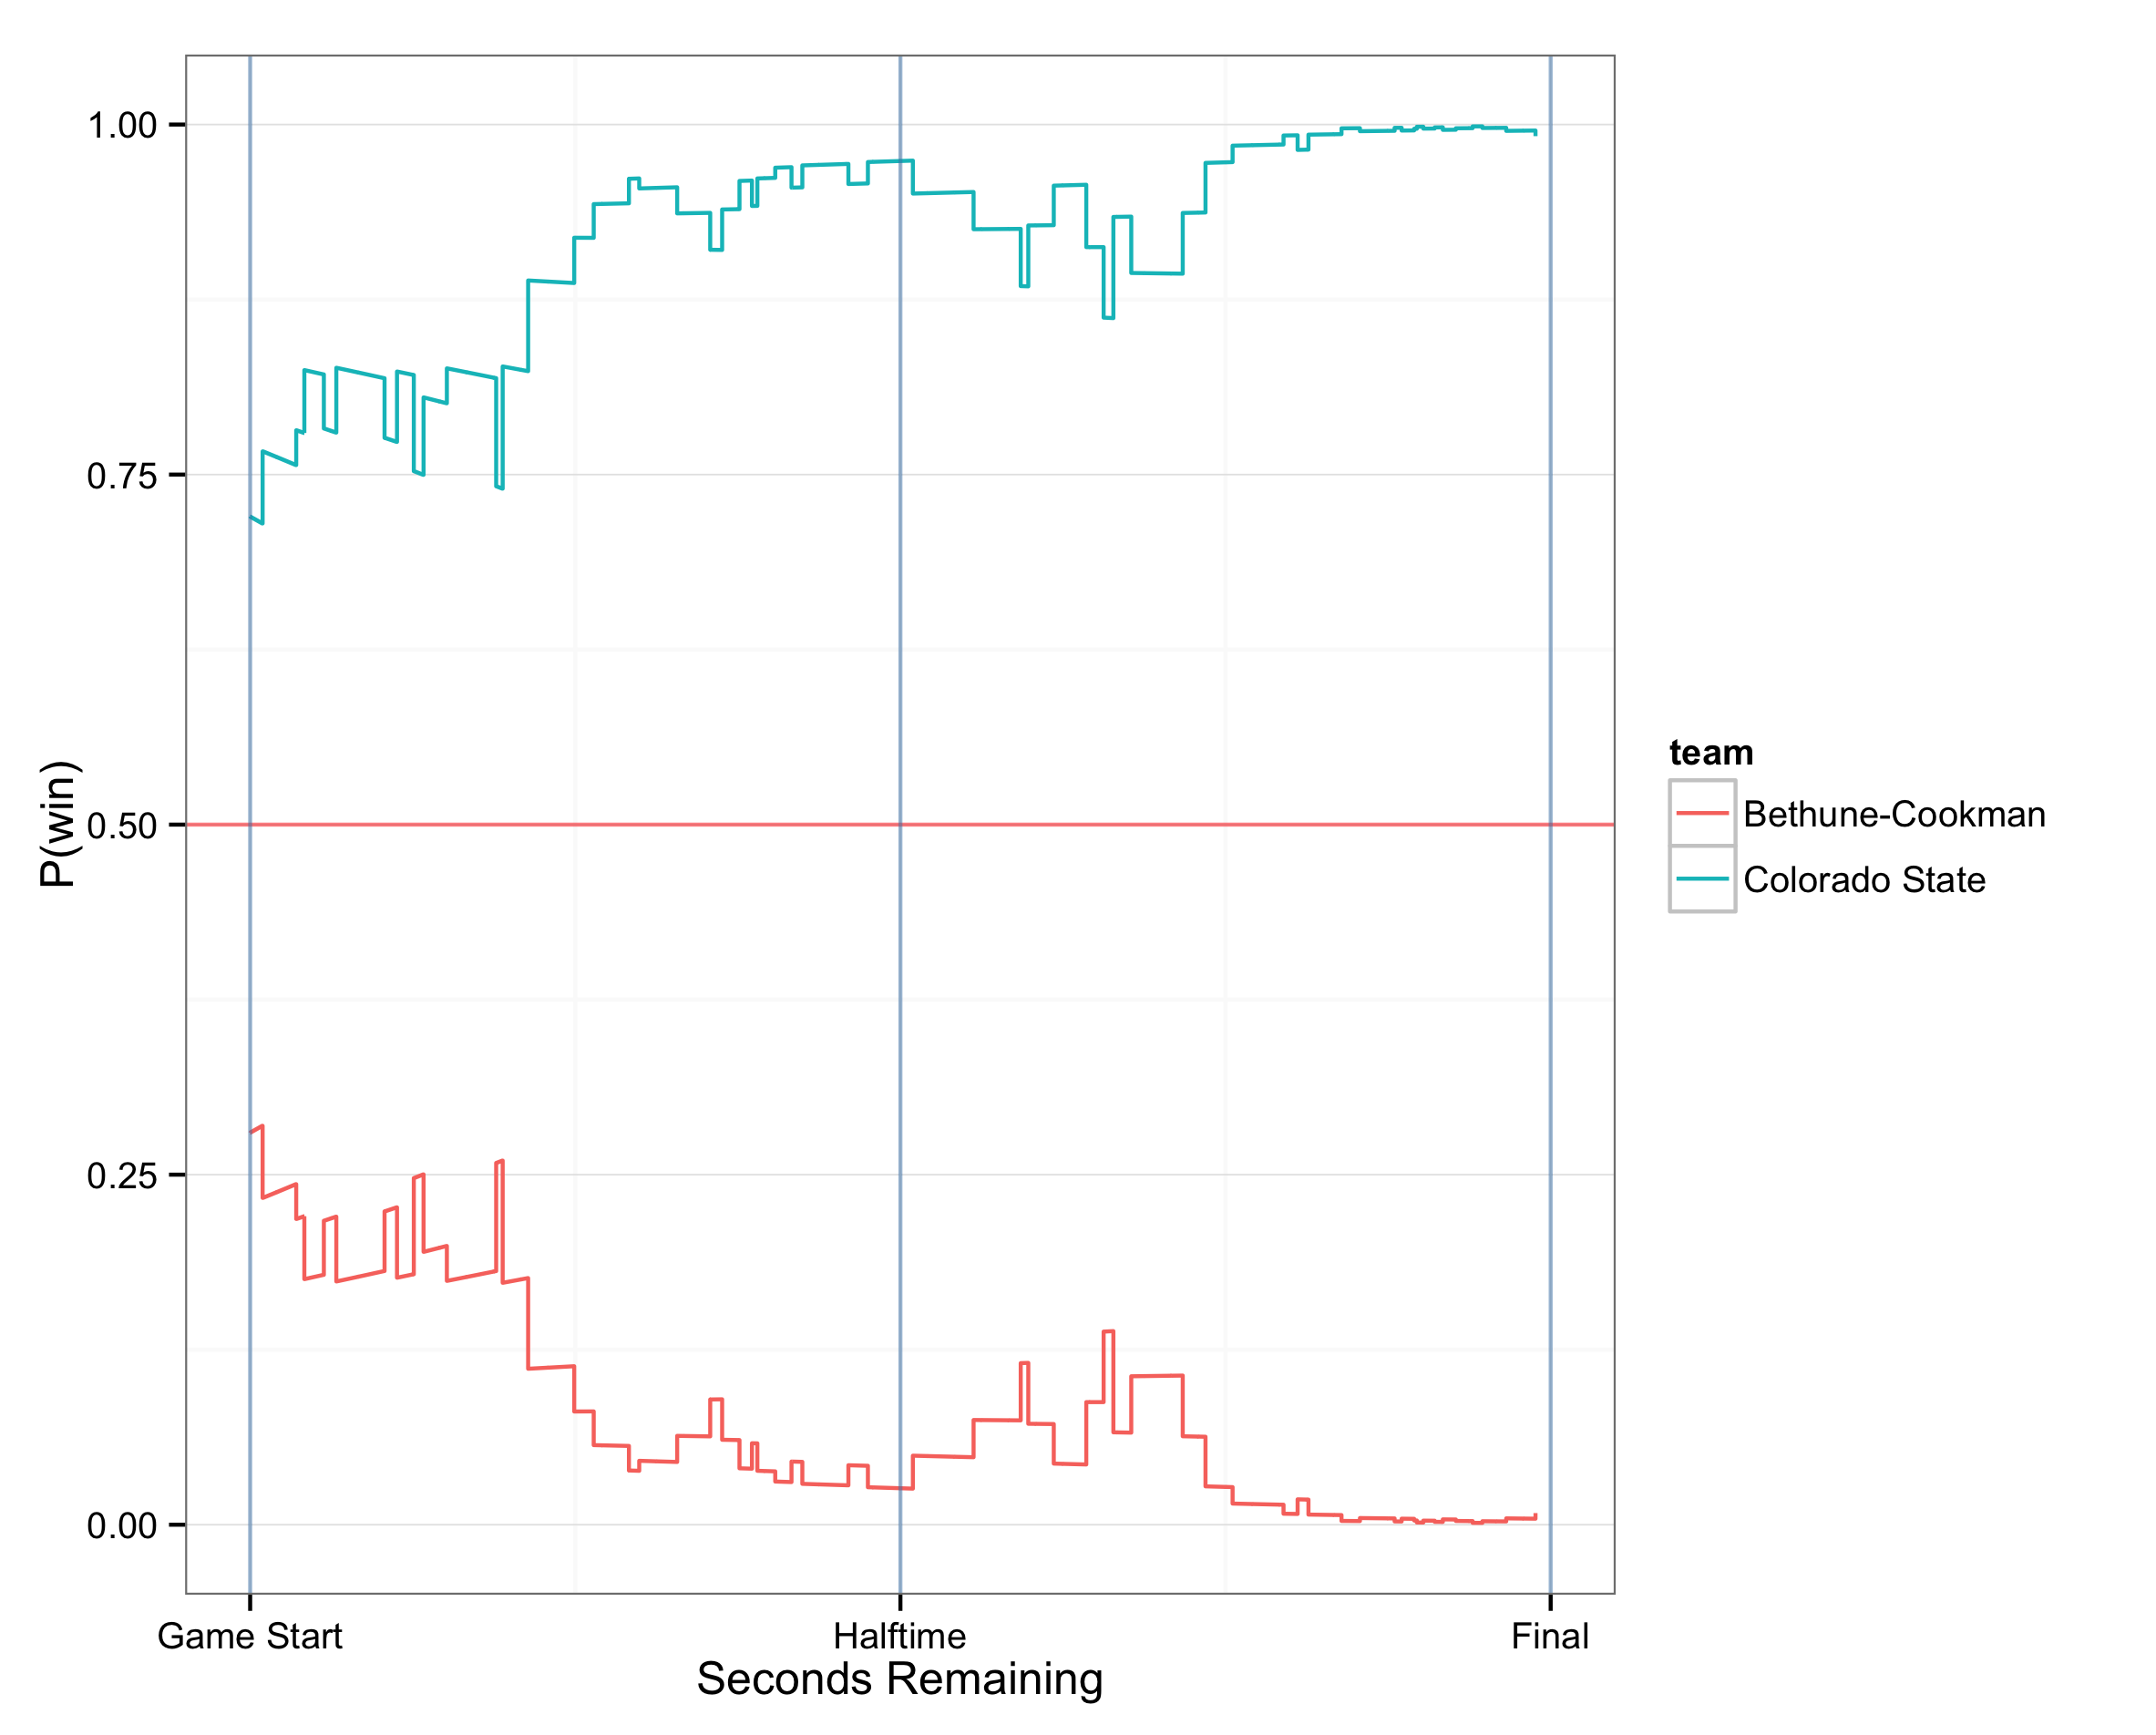 1.00
0.75
0.50
0.25
0.00
P(win)
Game Start
Halftime
Final
Seconds Remaining
team
Bethune-Cookman
Colorado State